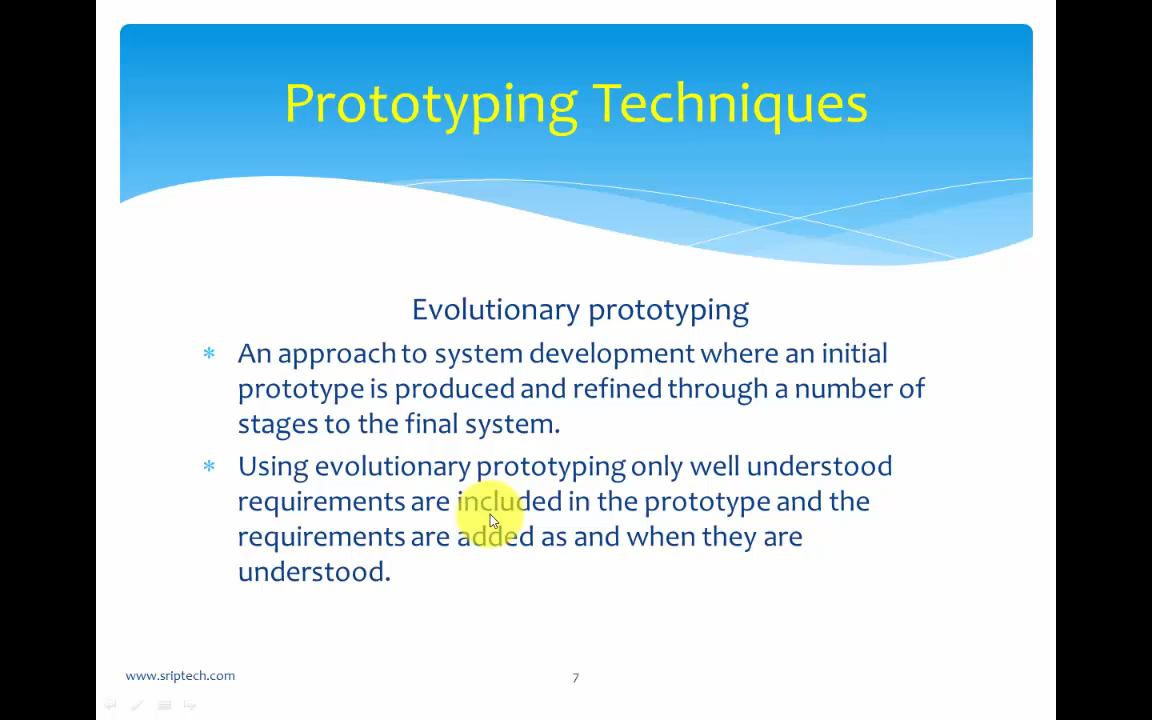 Prototyping Techniques
Evolutionary prototyping
* An approach to system development where an initial
prototype is produced and refined through a number of
stages to the final system.
* Using evolutionary prototyping only well understood
requirements are included in the prototype and the
requirements are added as and when they are
understood.
www.sriptech.com
7